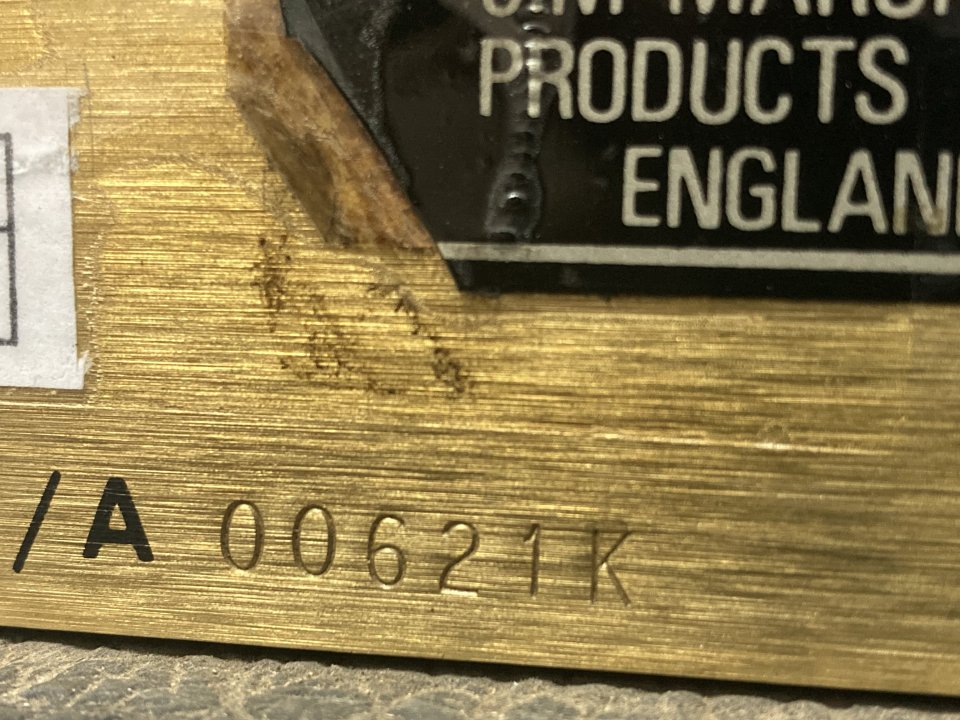 PRODUCTS
ENGLAN
/A 00621K